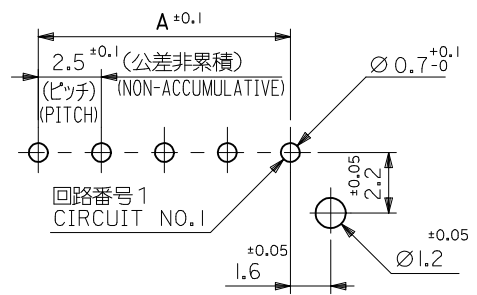 A ±0.1
2.5 ±0.1 (公差非累積)
(ピッチ) (NON-ACCUMULATIVE)
(PITCH)
Ø0.7 +0.1 -0
回路番号1
CIRCUIT NO.1
2.2 ±0.05
1.6 ±0.05
Ø1.2 ±0.05